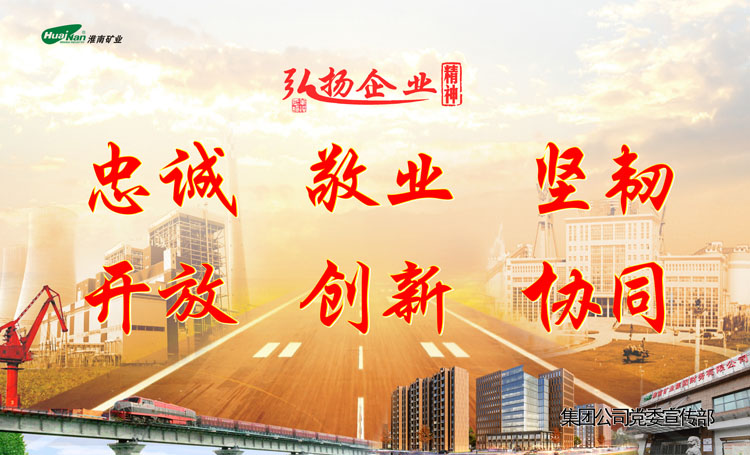 HuaiNan 淮南矿业
弘扬企业精神
忠诚 敬业 坚韧
开放 创新 协同
集团公司党委宣传部